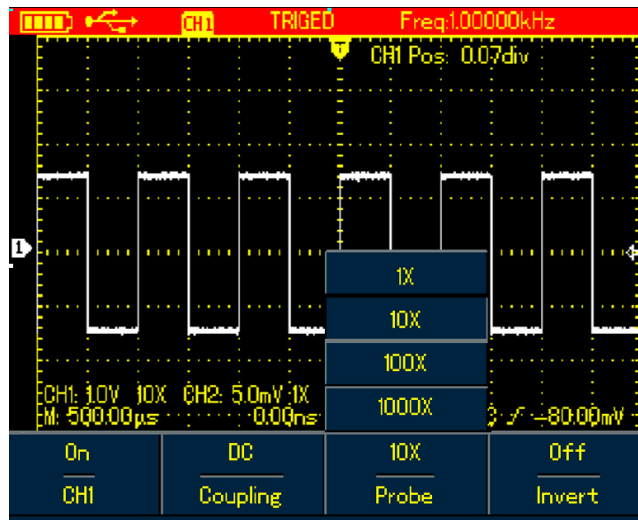 CH1 TRIGED Freq:1.00000kHz
T CH1 Pos: 0.07div
1
1X
10X
100X
1000X
CH1: 1.0V 10X CH2: 5.0mV 1X
M: 500.00μs 0.00ns -80.00mV
On DC 10X Off
CH1 Coupling Probe Invert